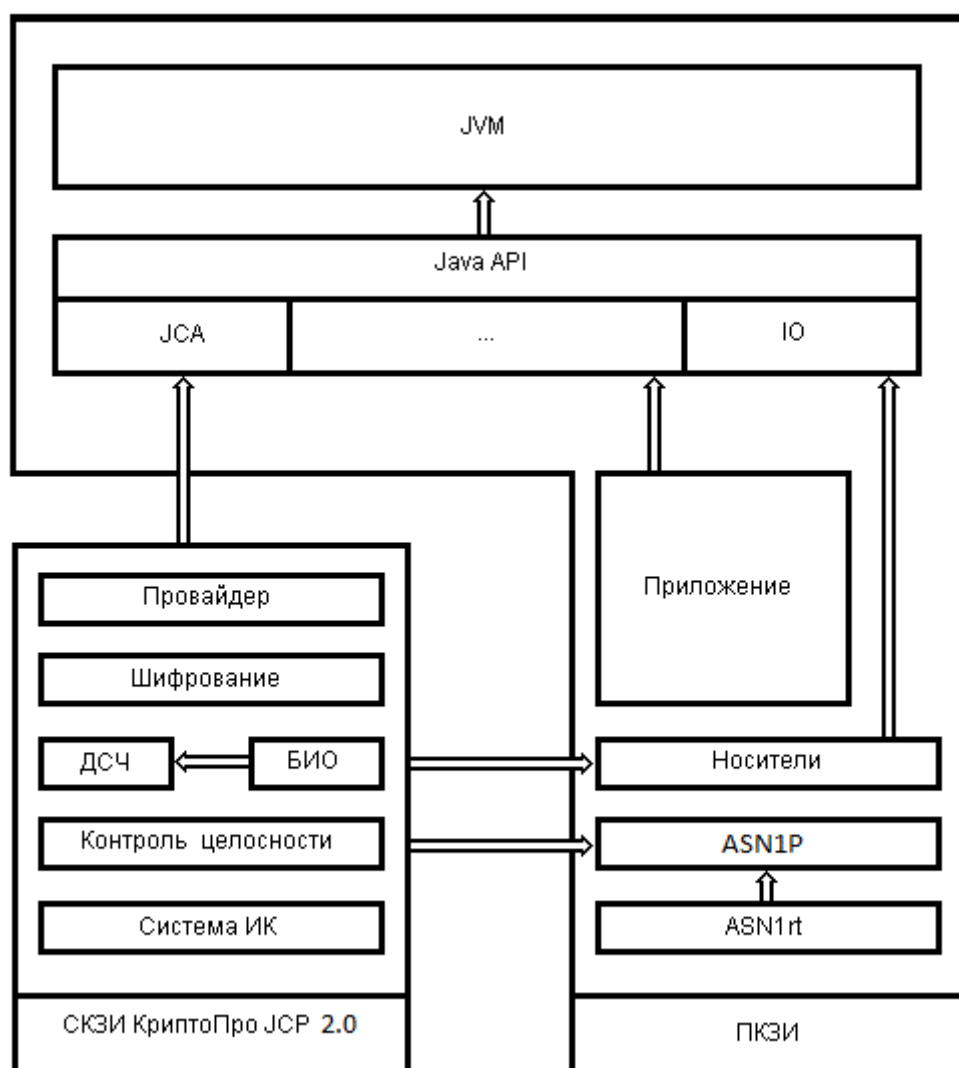 JVM
Java API
JCA
...
IO
Приложение
Провайдер
Шифрование
ДСЧ
БИО
Носители
Контроль целосности
ASN1P
Система ИК
ASN1rt
СКЗИ КриптоПро JCP 2.0
ПКЗИ